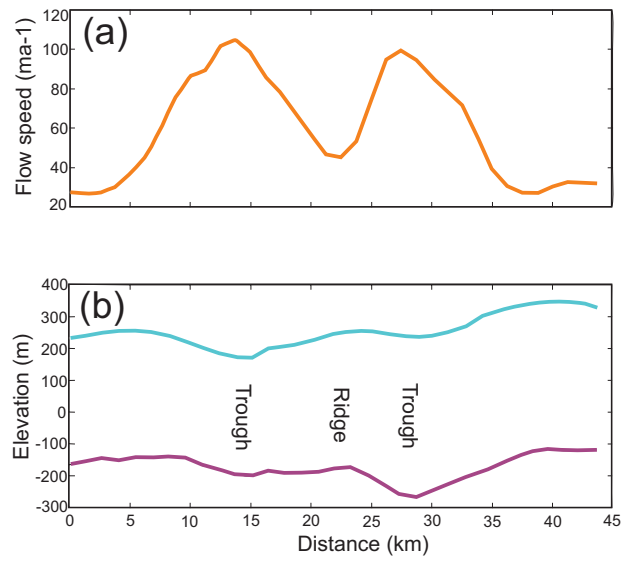 (a)
Flow speed (ma-1)
120
100
80
60
40
20
(b)
Elevation (m)
400
300
200
100
0
-100
-200
-300
Trough
Ridge
Trough
0 5 10 15 20 25 30 35 40 45
Distance (km)